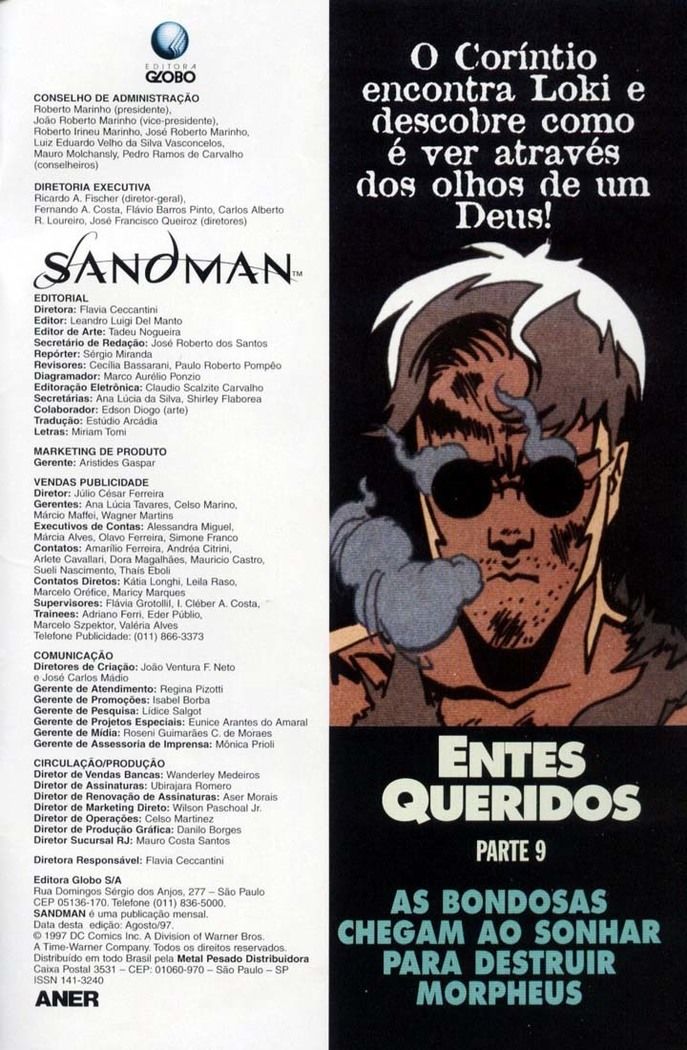 EDITORA
GLOBO
CONSELHO DE ADMINISTRAÇÃO
Roberto Marinho (presidente),
João Roberto Marinho (vice-presidente),
Roberto Irineu Marinho, José Roberto Marinho,
Luiz Eduardo Velho da Silva Vasconcelos,
Mauro Molchansly, Pedro Ramos de Carvalho
(conselheiros)
DIRETORIA EXECUTIVA
Ricardo A. Fischer (diretor-geral),
Fernando A. Costa, Flávio Barros Pinto, Carlos Alberto
R. Loureiro, José Francisco Queiroz (diretores)
SANDMAN™
EDITORIAL
Diretora: Flavia Ceccantini
Editor: Leandro Luigi Del Manto
Editor de Arte: Tadeu Nogueira
Secretário de Redação: José Roberto dos Santos
Repórter: Sérgio Miranda
Revisores: Cecília Bassarani, Paulo Roberto Pompêo
Diagramador: Marco Aurélio Ponzio
Editoração Eletrônica: Claudio Scalzite Carvalho
Secretárias: Ana Lúcia da Silva, Shirley Flaborea
Colaborador: Edson Diogo (arte)
Tradução: Estúdio Arcádia
Letras: Miriam Tomi
MARKETING DE PRODUTO
Gerente: Aristides Gaspar
VENDAS PUBLICIDADE
Diretor: Júlio César Ferreira
Gerentes: Ana Lúcia Tavares, Celso Marino,
Márcio Maffei, Wagner Martins
Executivos de Contas: Alessandra Miguel,
Márcia Alves, Olavo Ferreira, Simone Franco
Contatos: Amarílio Ferreira, Andréa Citrini,
Arlete Cavallari, Dora Magalhães, Mauricio Castro,
Sueli Nascimento, Thaís Eboli
Contatos Diretos: Kátia Longhi, Leila Raso,
Marcelo Oréfice, Maricy Marques
Supervisores: Flávia Grotollil, I. Cléber A. Costa,
Trainees: Adriano Ferri, Eder Públio,
Marcelo Szpektor, Valéria Alves
Telefone Publicidade: (011) 866-3373
COMUNICAÇÃO
Diretores de Criação: João Ventura F. Neto
e José Carlos Mádio
Gerente de Atendimento: Regina Pizotti
Gerente de Promoções: Isabel Borba
Gerente de Pesquisa: Lídice Salgot
Gerente de Projetos Especiais: Eunice Arantes do Amaral
Gerente de Mídia: Roseni Guimarães C. de Moraes
Gerente de Assessoria de Imprensa: Mônica Prioli
CIRCULAÇÃO/PRODUÇÃO
Diretor de Vendas Bancas: Wanderley Medeiros
Diretor de Assinaturas: Ubirajara Romero
Diretor de Renovação de Assinaturas: Aser Morais
Diretor de Marketing Direto: Wilson Paschoal Jr.
Diretor de Operações: Celso Martinez
Diretor de Produção Gráfica: Danilo Borges
Diretor Sucursal RJ: Mauro Costa Santos
Diretora Responsável: Flavia Ceccantini
Editora Globo S/A
Rua Domingos Sérgio dos Anjos, 277 – São Paulo
CEP 05136-170. Telefone (011) 836-5000.
SANDMAN é uma publicação mensal.
Data desta edição: Agosto/97.
© 1997 DC Comics Inc. A Division of Warner Bros.
A Time-Warner Company. Todos os direitos reservados.
Distribuído em todo Brasil pela Metal Pesado Distribuidora
Caixa Postal 3531 – CEP: 01060-970 – São Paulo – SP
ISSN 141-3240
ANER
O Coríntio
encontra Loki e
descobre como
é ver através
dos olhos de um
Deus!
ENTES
QUERIDOS
PARTE 9
AS BONDOSAS
CHEGAM AO SONHAR
PARA DESTRUIR
MORPHEUS